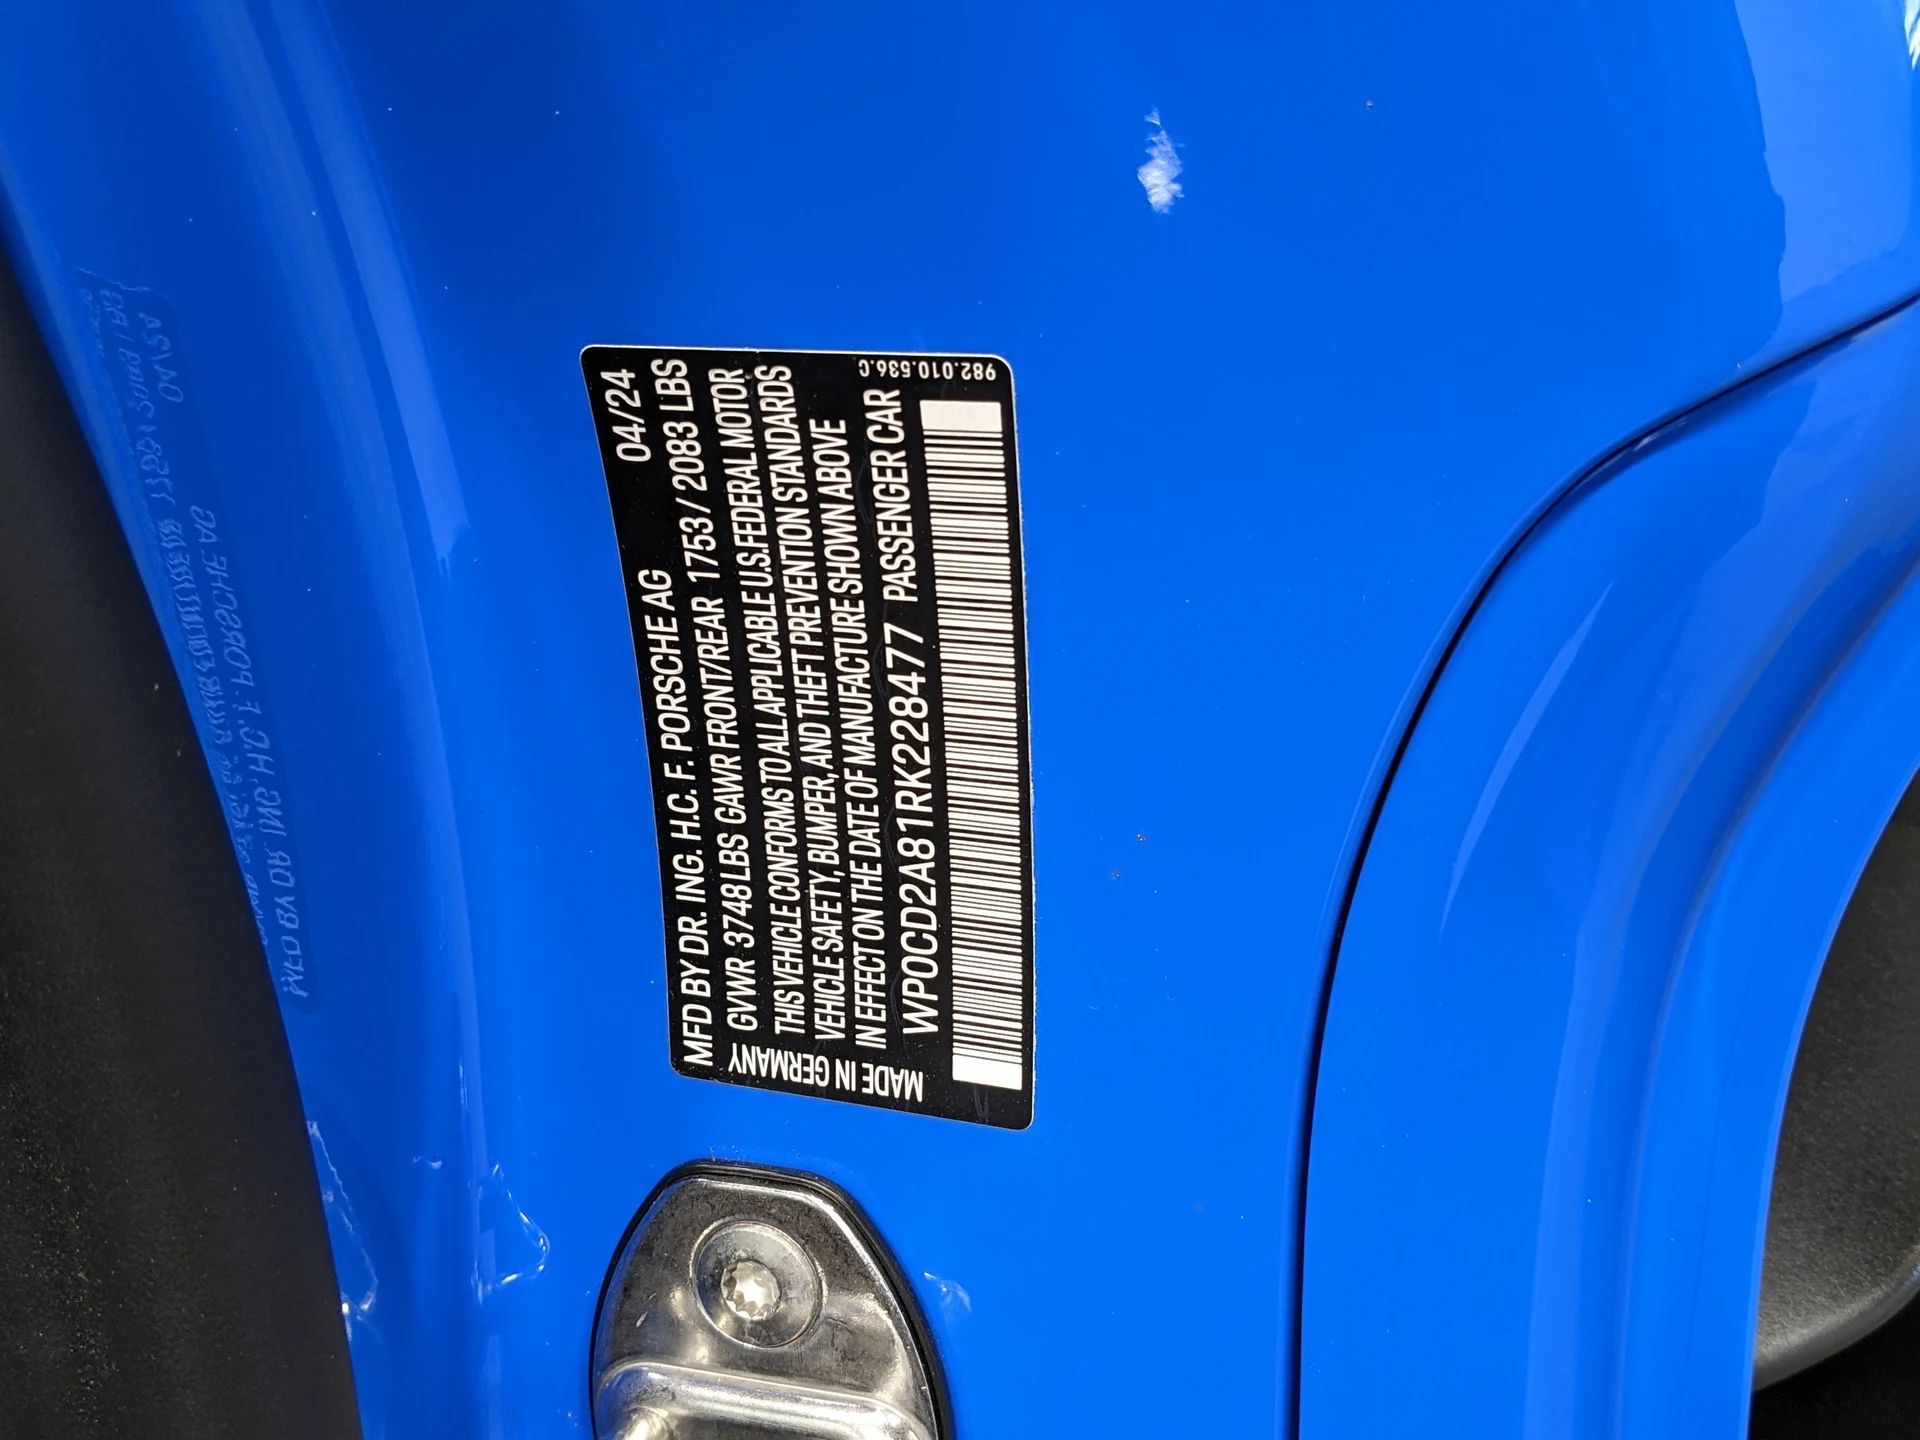 MFD BY DR. ING. H.C. F. PORSCHE AG 04/24
GVWR 3748 LBS GAWR FRONT/REAR 1753 / 2083 LBS
THIS VEHICLE CONFORMS TO ALL APPLICABLE U.S. FEDERAL MOTOR
VEHICLE SAFETY, BUMPER, AND THEFT PREVENTION STANDARDS
IN EFFECT ON THE DATE OF MANUFACTURE SHOWN ABOVE
WP0CD2A81RK228477 PASSENGER CAR
MADE IN GERMANY
982.010.536.C